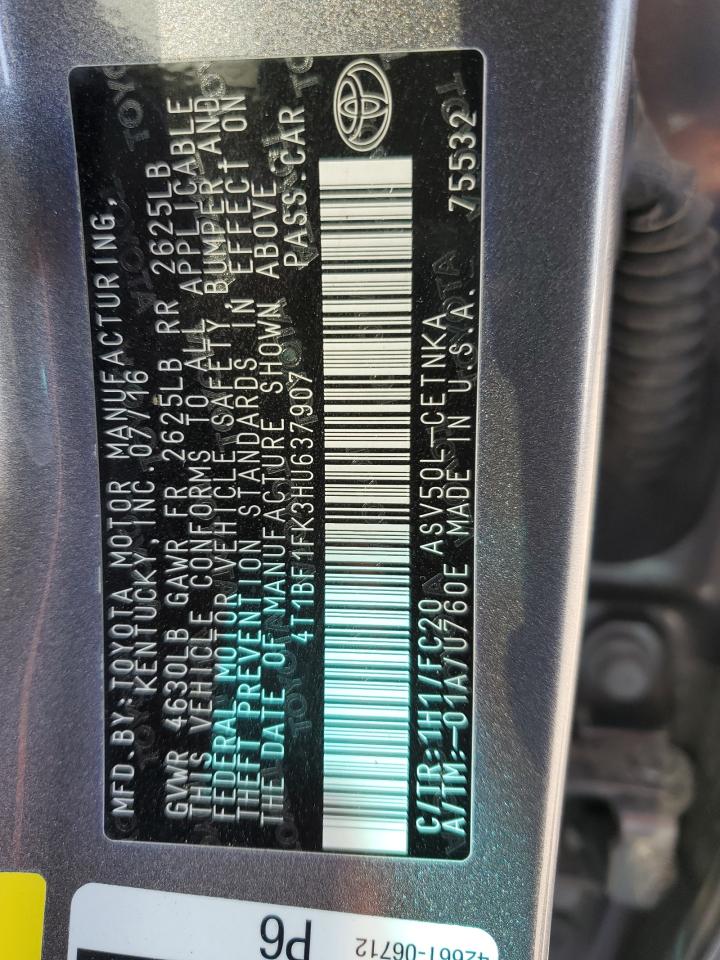 MFD.BY:TOYOTA MOTOR MANUFACTURING,
KENTUCKY, INC. 07/16
GVWR 4630LB GAWR FR 2625LB RR 2625LB
THIS VEHICLE CONFORMS TO ALL APPLICABLE
FEDERAL MOTOR VEHICLE SAFETY, BUMPER, AND
THEFT PREVENTION STANDARDS IN EFFECT ON
THE DATE OF MANUFACTURE SHOWN ABOVE.
4T1BF1FK3HU637907 PASS.CAR
C/TR:1H1/FC20 ASV50L-CETNKA
A/TM:-01A/U760E MADE IN U.S.A. 75532
P6
42661-06712